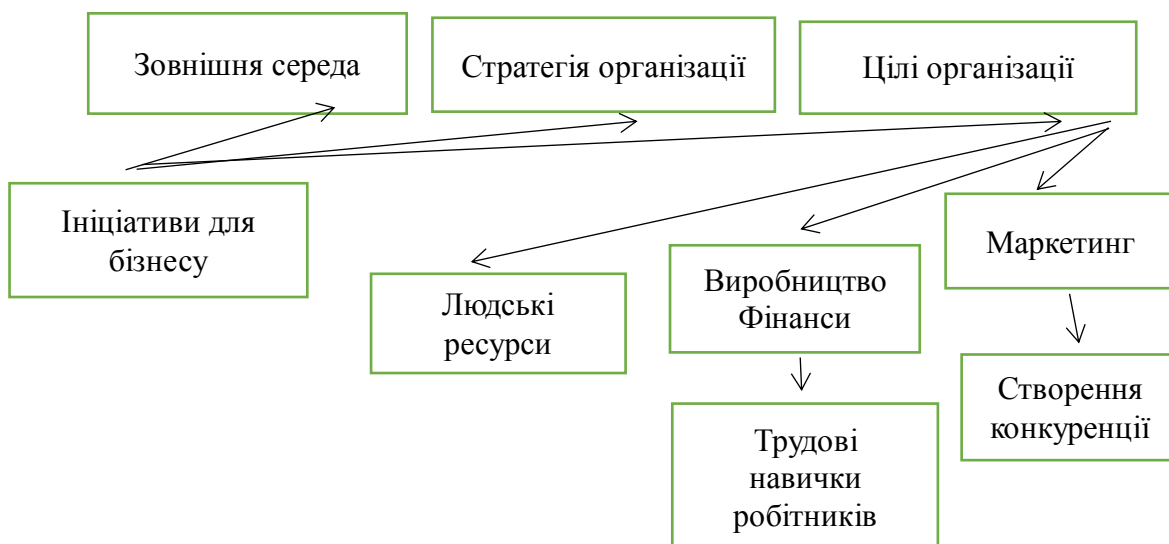 Зовнішня середа
Стратегія організації
Цілі організації
Ініціативи для
бізнесу
Людські
ресурси
Виробництво
Фінанси
Маркетинг
Трудові
навички
робітників
Створення
конкуренції